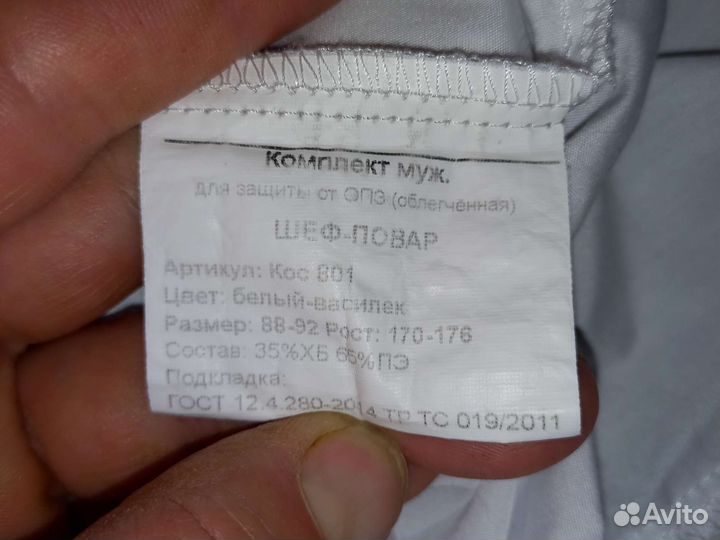 Комплект муж.
для защиты от ОПЗ (облегчённая)
ШЕФ-ПОВАР
Артикул: Кос 801
Цвет: белый-василек
Размер: 88-92 Рост: 170-176
Состав: 35%ХБ 65%ПЭ
Подкладка:
ГОСТ 12.4.280-2014 ТР ТС 019/2011
Avito